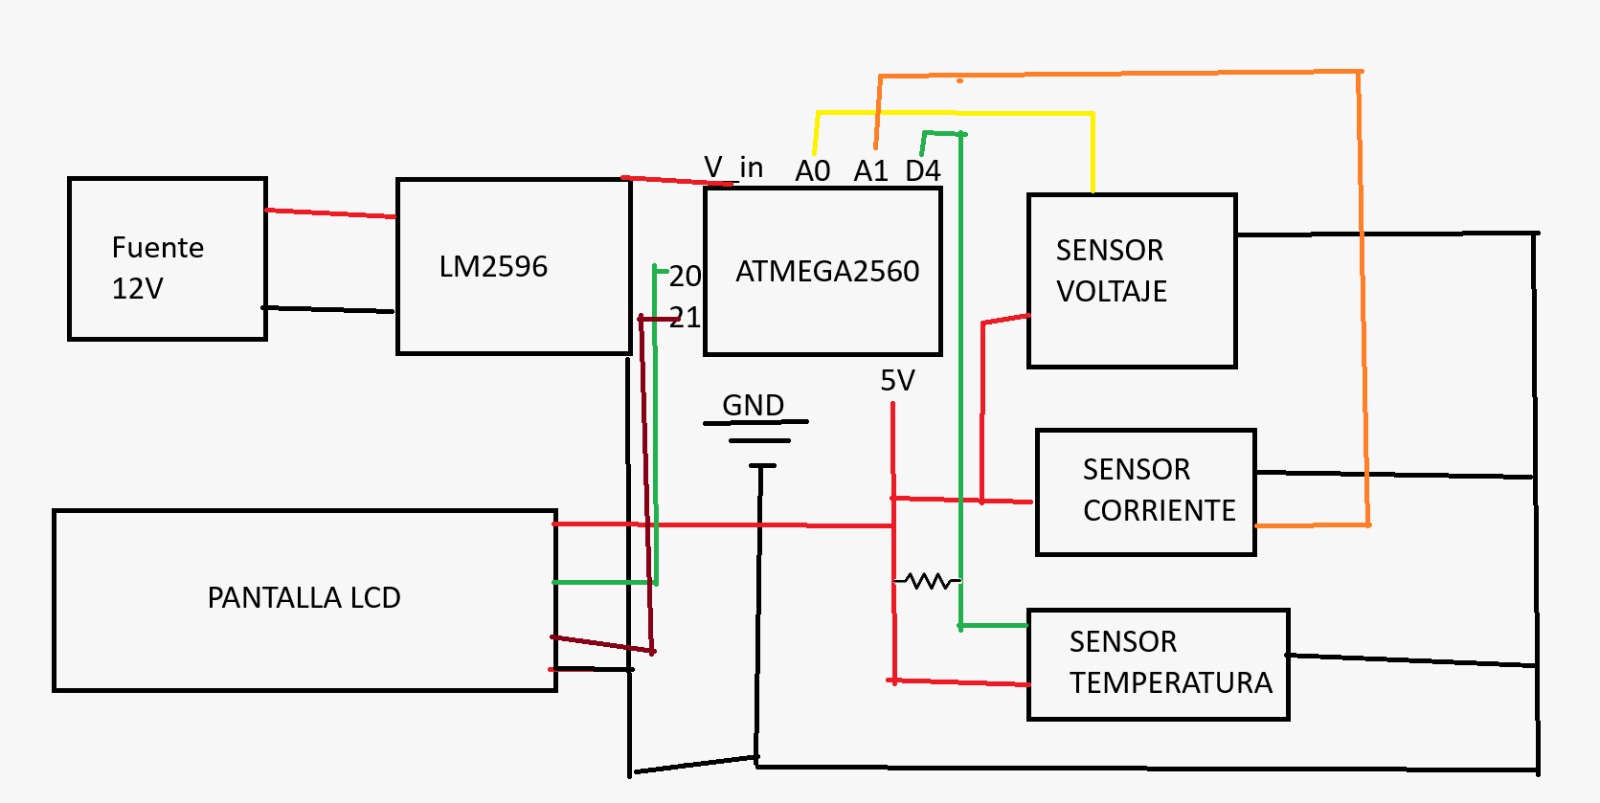 V_in
A0
A1
D4
Fuente
12V
LM2596
20
21
ATMEGA2560
SENSOR
VOLTAJE
5V
GND
SENSOR
CORRIENTE
PANTALLA LCD
SENSOR
TEMPERATURA